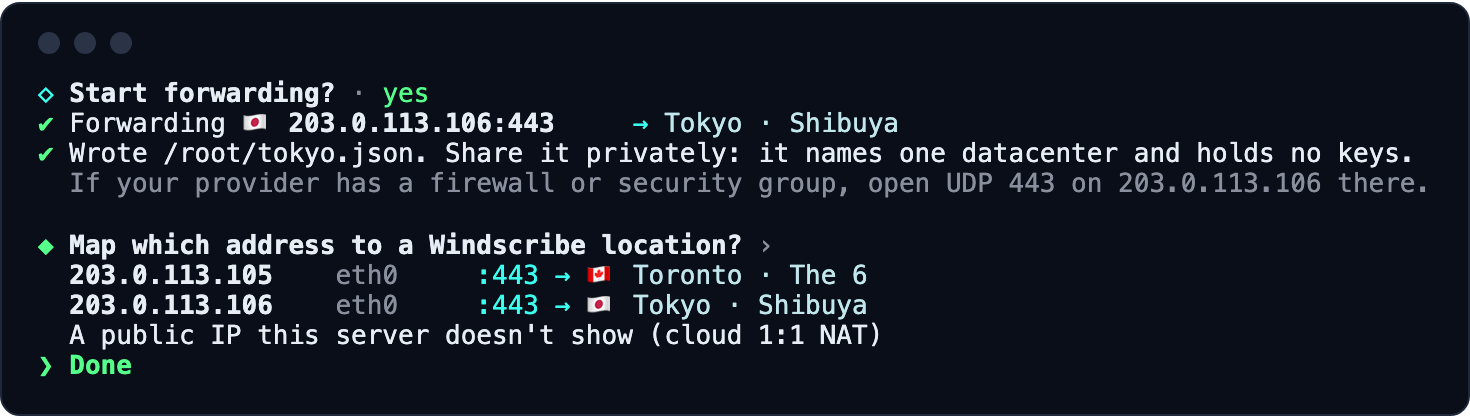 ◇ Start forwarding? · yes
✔ Forwarding 🇯🇵 203.0.113.106:443 → Tokyo · Shibuya
✔ Wrote /root/tokyo.json. Share it privately: it names one datacenter and holds no keys.
If your provider has a firewall or security group, open UDP 443 on 203.0.113.106 there.
◆ Map which address to a Windscribe location? ›
203.0.113.105 eth0 :443 → 🇨🇦 Toronto · The 6
203.0.113.106 eth0 :443 → 🇯🇵 Tokyo · Shibuya
A public IP this server doesn't show (cloud 1:1 NAT)
❯ Done